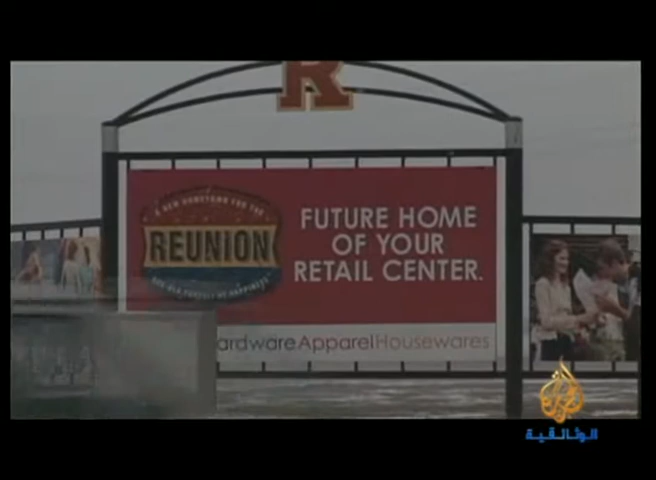 R
A NEW HOMETOWN FOR THE
REUNION
FUTURE HOME
OF YOUR
RETAIL CENTER.
ardwareApparelHousewares
الوثائقية